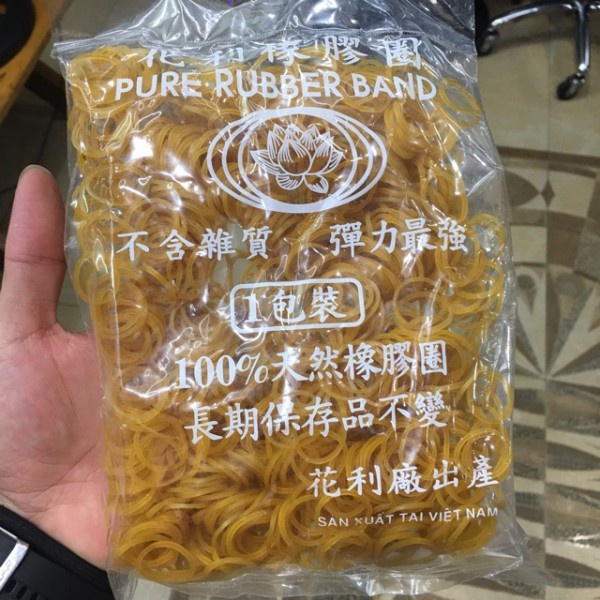 花利橡膠圈
PURE·RUBBER BAND
不含雜質 彈力最強
1包裝
100%天然橡膠圈
長期保存品不變
花利廠出產
SAN XUẤT TAI VIỆT NAM